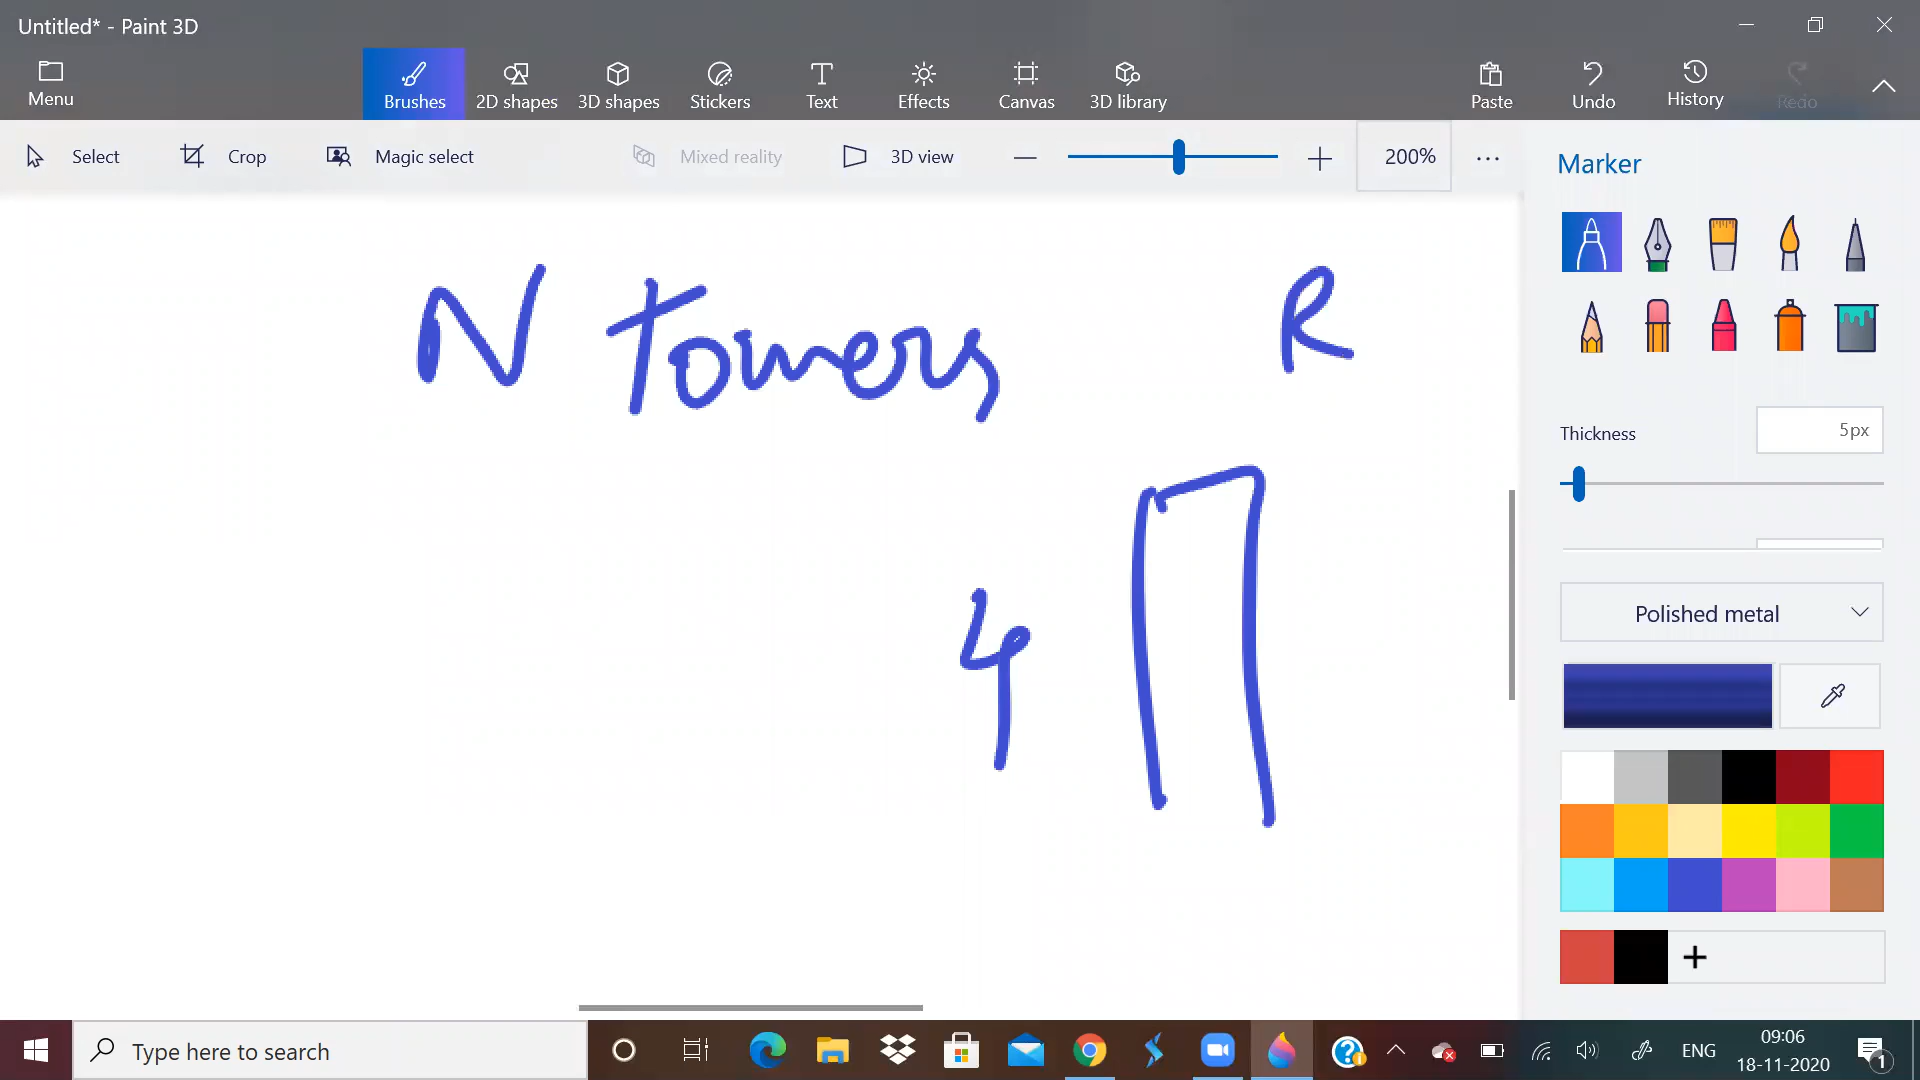 Untitled* - Paint 3D
Menu
Brushes
2D shapes
3D shapes
Stickers
Text
Effects
Canvas
3D library
Paste
Undo
History
Redo
Select
Crop
Magic select
Mixed reality
3D view
200%
Marker
N Towers R
Thickness
5px
4
Polished metal
Type here to search
ENG
09:06
18-11-2020
1